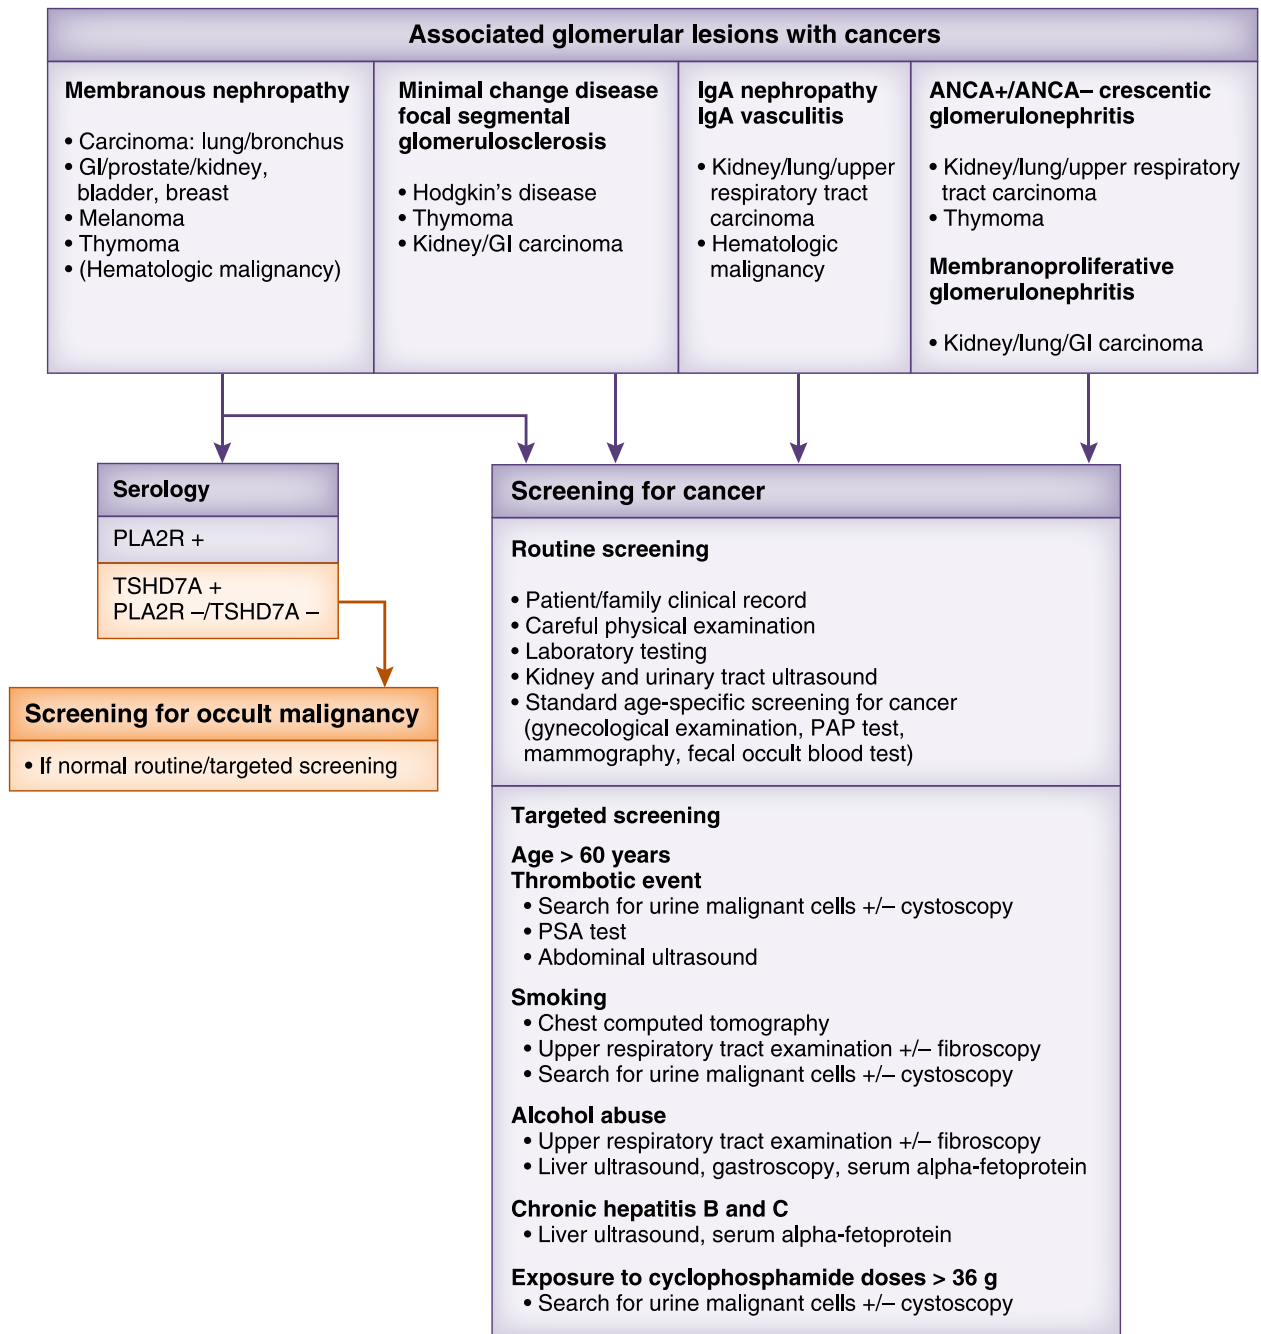 Associated glomerular lesions with cancers
Membranous nephropathy
• Carcinoma: lung/bronchus
• GI/prostate/kidney,
bladder, breast
• Melanoma
• Thymoma
• (Hematologic malignancy)
Minimal change disease
focal segmental
glomerulosclerosis
• Hodgkin's disease
• Thymoma
• Kidney/GI carcinoma
IgA nephropathy
IgA vasculitis
• Kidney/lung/upper
respiratory tract
carcinoma
• Hematologic
malignancy
ANCA+/ANCA– crescentic
glomerulonephritis
• Kidney/lung/upper respiratory
tract carcinoma
• Thymoma
Membranoproliferative
glomerulonephritis
• Kidney/lung/GI carcinoma
Serology
PLA2R +
TSHD7A +
PLA2R –/TSHD7A –
Screening for occult malignancy
• If normal routine/targeted screening
Screening for cancer
Routine screening
• Patient/family clinical record
• Careful physical examination
• Laboratory testing
• Kidney and urinary tract ultrasound
• Standard age-specific screening for cancer
(gynecological examination, PAP test,
mammography, fecal occult blood test)
Targeted screening
Age > 60 years
Thrombotic event
• Search for urine malignant cells +/– cystoscopy
• PSA test
• Abdominal ultrasound
Smoking
• Chest computed tomography
• Upper respiratory tract examination +/– fibroscopy
• Search for urine malignant cells +/– cystoscopy
Alcohol abuse
• Upper respiratory tract examination +/– fibroscopy
• Liver ultrasound, gastroscopy, serum alpha-fetoprotein
Chronic hepatitis B and C
• Liver ultrasound, serum alpha-fetoprotein
Exposure to cyclophosphamide doses > 36 g
• Search for urine malignant cells +/– cystoscopy